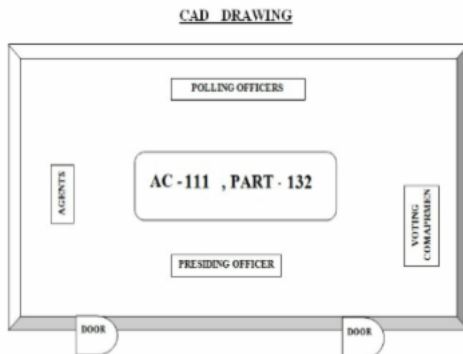 CAD DRAWING
POLLING OFFICERS
AGENTS
AC -111 , PART - 132
VOTING
COMAPRMEN
PRESIDING OFFICER
DOOR
DOOR